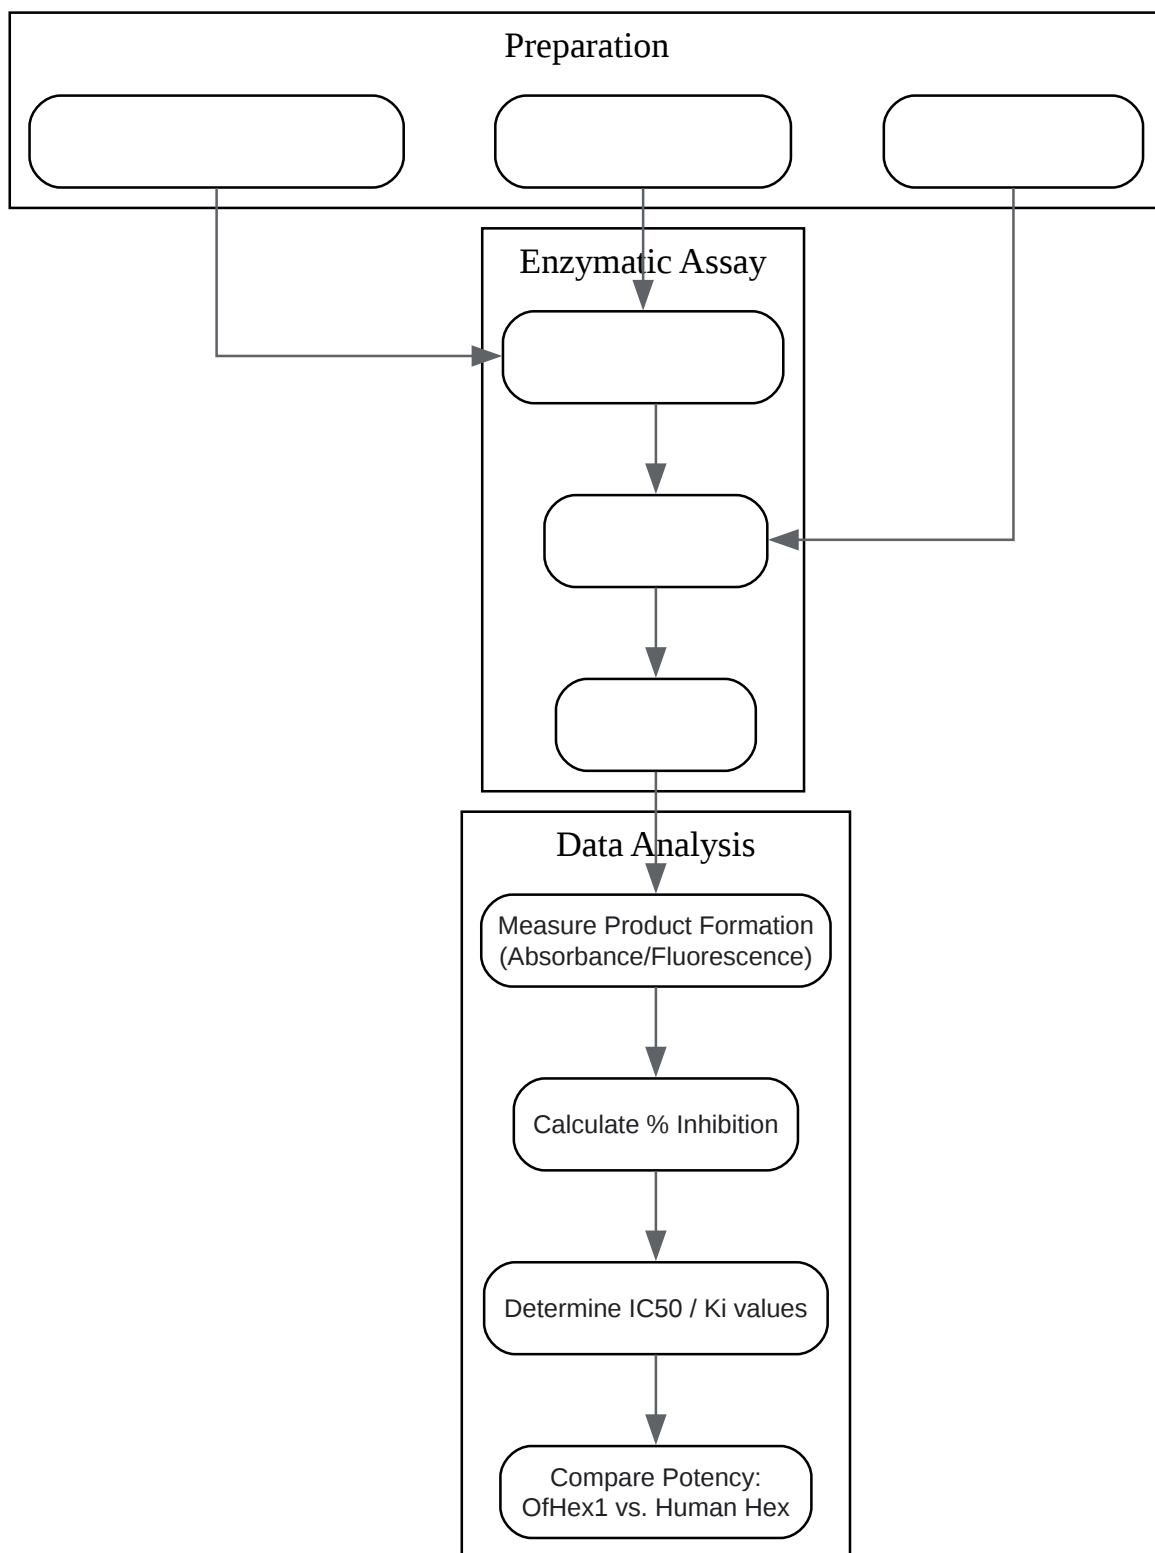 Preparation
Enzymatic Assay
Data Analysis
Measure Product Formation
(Absorbance/Fluorescence)
Calculate % Inhibition
Determine IC50 / Ki values
Compare Potency:
OfHex1 vs. Human Hex